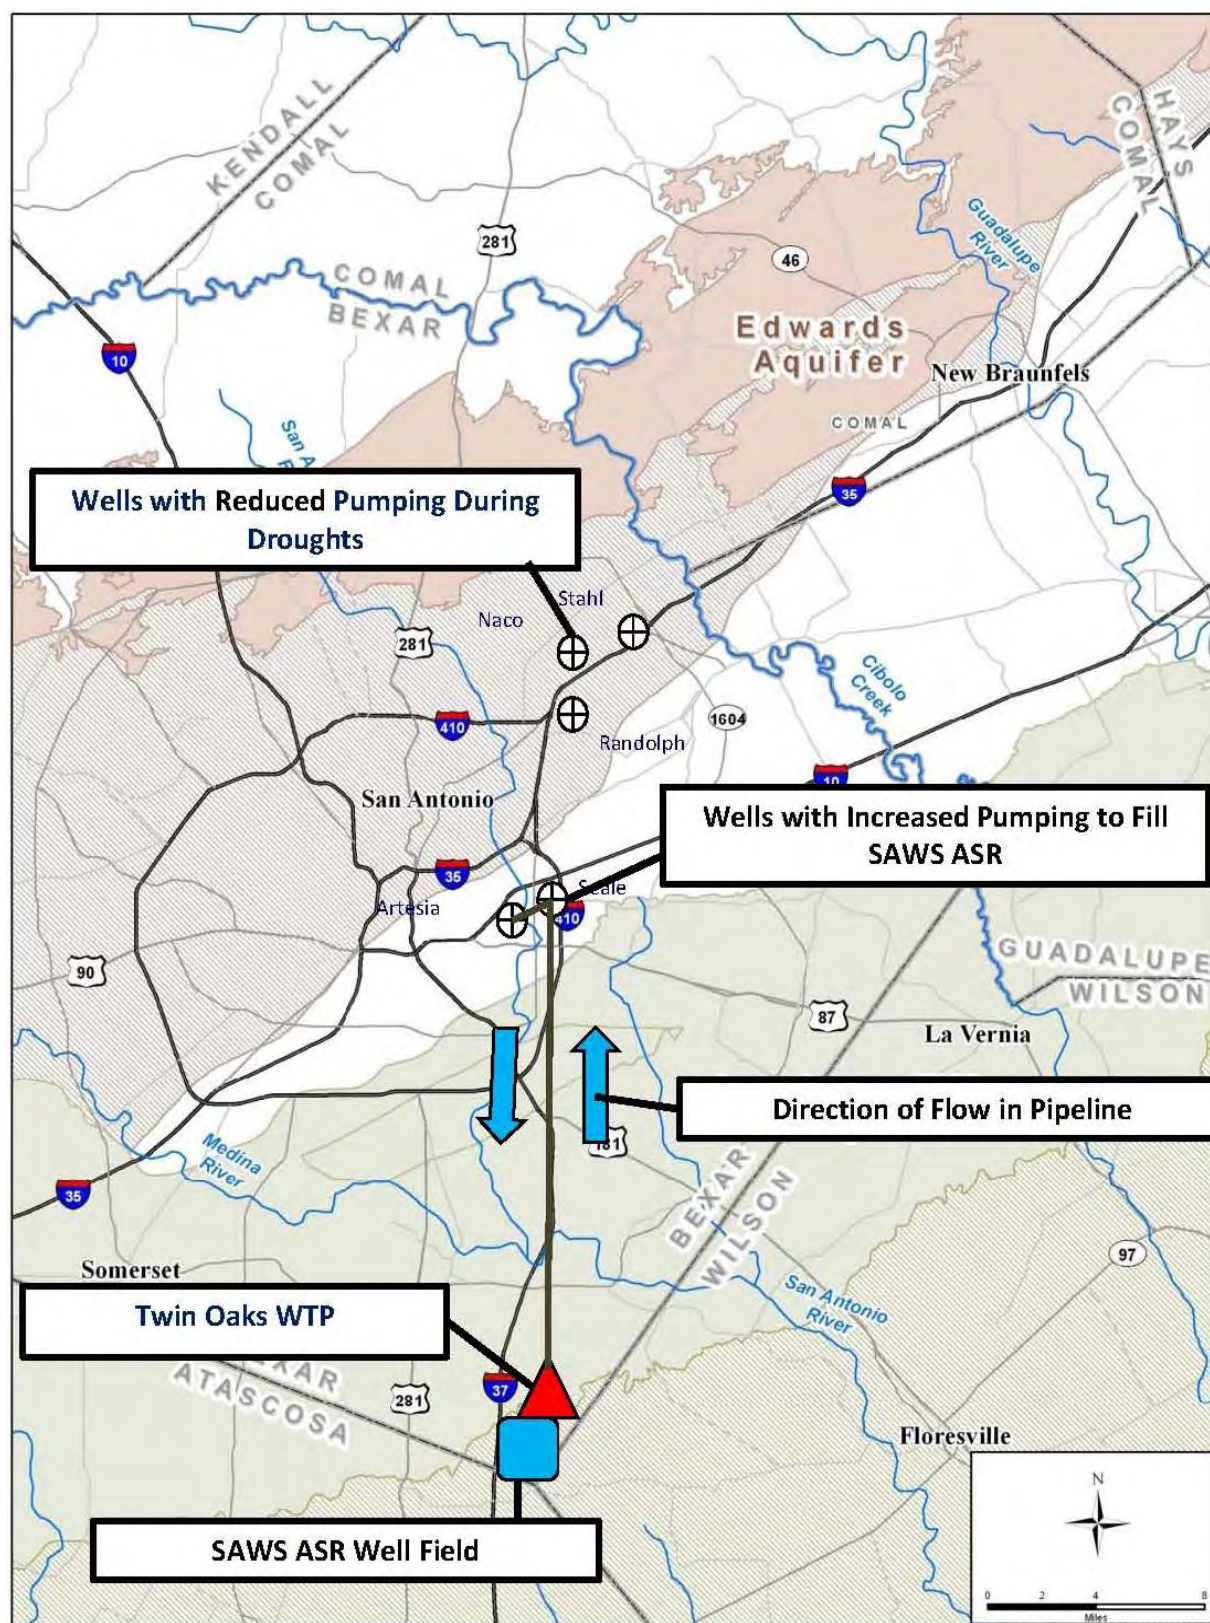 KENDALL
COMAL
HAYS
COMAL
281
46
Guadalupe
River
COMAL
BEXAR
10
Edwards
Aquifer
New Braunfels
COMAL
San A
35
Wells with Reduced Pumping During
Droughts
Stahl
Naco
281
Cibolo
Creek
410
1604
Randolph
10
San Antonio
Wells with Increased Pumping to Fill
SAWS ASR
35
Seale
Artesia
410
90
GUADALUPE
WILSON
87
La Vernia
Direction of Flow in Pipeline
181
Medina
River
BEXAR
WILSON
35
97
Somerset
San Antonio
River
Twin Oaks WTP
EXAR
ATASCOSA
37
281
Floresville
N
SAWS ASR Well Field
0 2 4 8
Miles